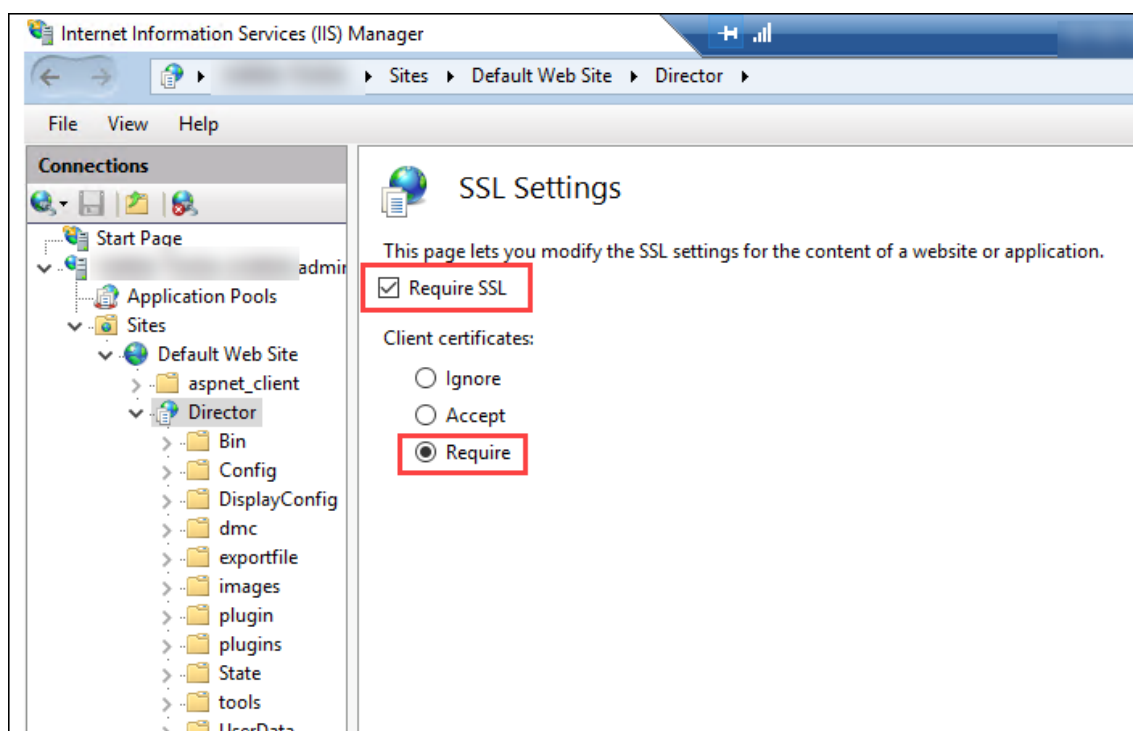 Internet Information Services (IIS) Manager
Sites Default Web Site Director
File View Help
Connections
SSL Settings
Start Page
This page lets you modify the SSL settings for the content of a website or application.
admin
Require SSL
Application Pools
Sites
Client certificates:
Default Web Site
Ignore
aspnet_client
Accept
Director
Require
Bin
Config
DisplayConfig
dmc
exportfile
images
plugin
plugins
State
tools
UserData